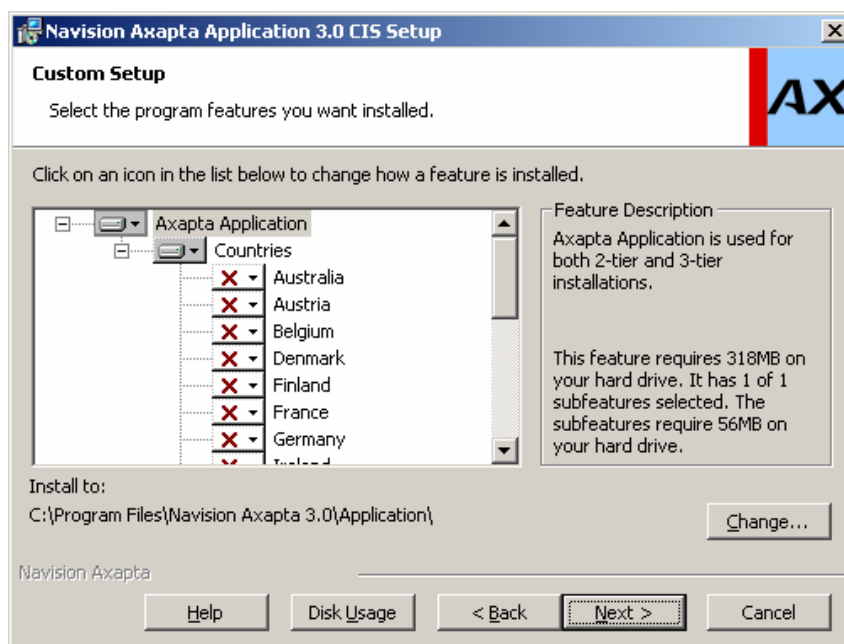 Navision Axapta Application 3.0 CIS Setup
Custom Setup
Select the program features you want installed.
AX
Click on an icon in the list below to change how a feature is installed.
Axapta Application
Countries
Australia
Austria
Belgium
Denmark
Finland
France
Germany
Ireland
Feature Description
Axapta Application is used for
both 2-tier and 3-tier
installations.
This feature requires 318MB on
your hard drive. It has 1 of 1
subfeatures selected. The
subfeatures require 56MB on
your hard drive.
Install to:
C:\Program Files\Navision Axapta 3.0\Application\
Change...
Navision Axapta
Help
Disk Usage
< Back
Next >
Cancel